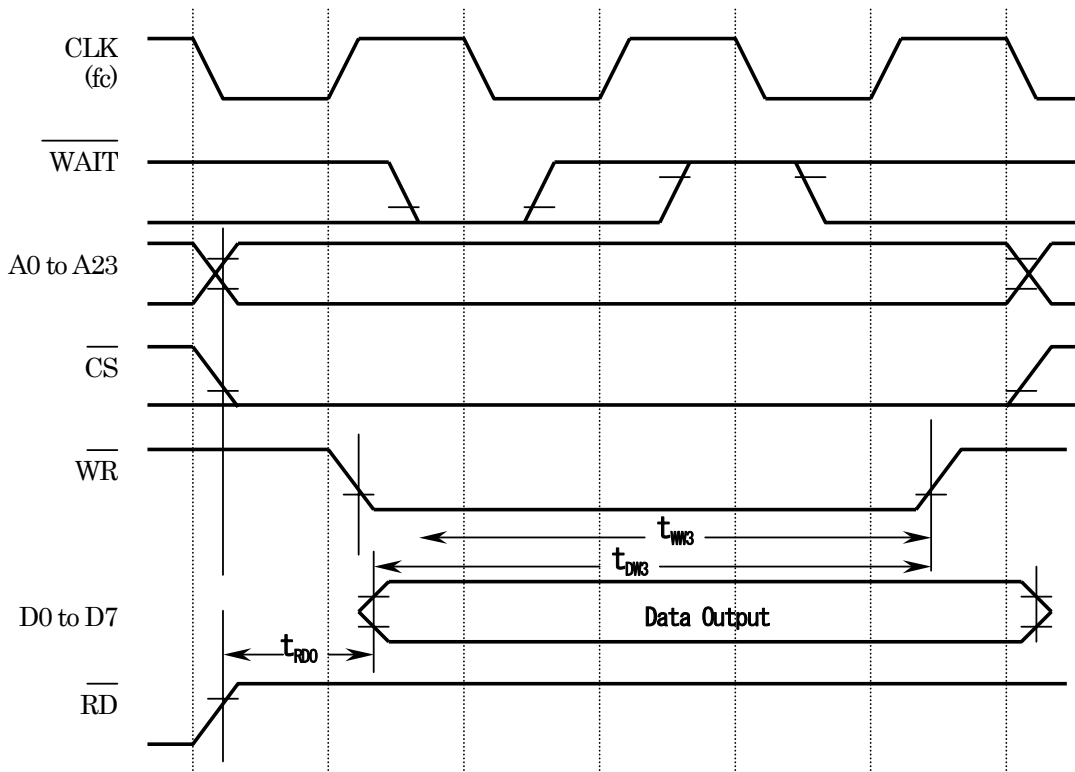 CLK
(fc)
WAIT
A0 to A23
CS
WR
tWW3
tDW3
D0 to D7
Data Output
tRDO
RD